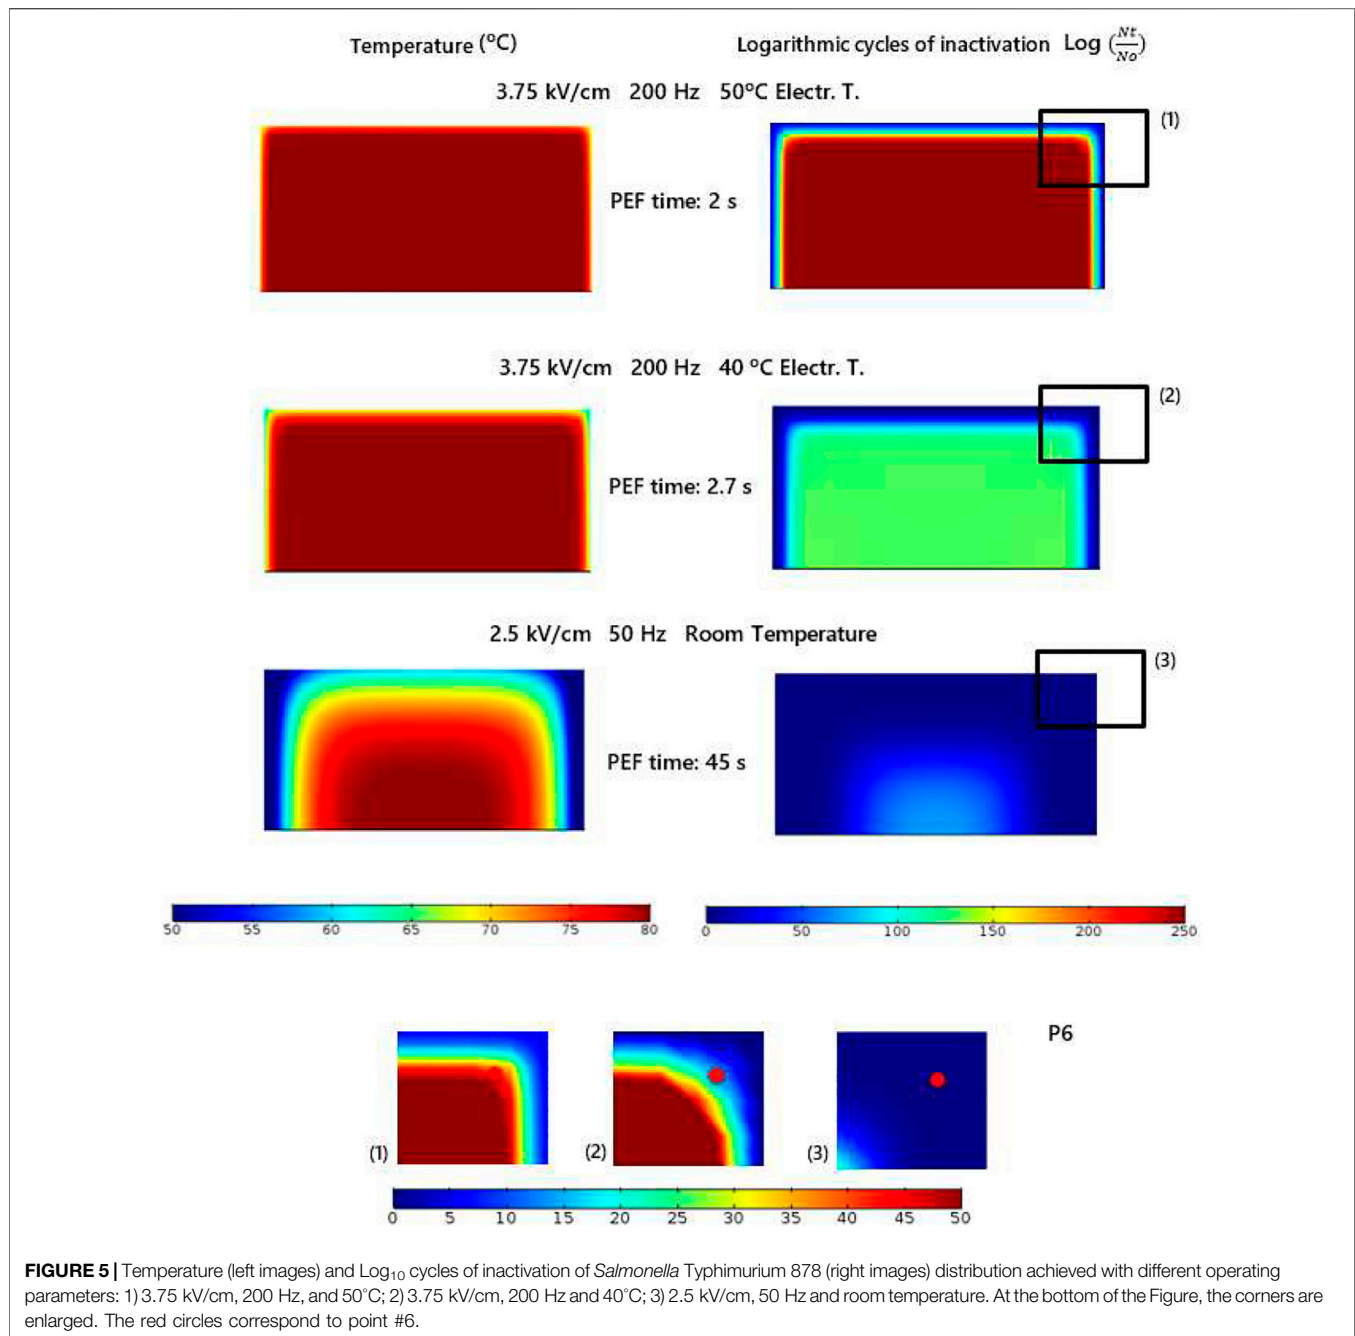 Temperature (ºC) Logarithmic cycles of inactivation Log (Nt/No)
3.75 kV/cm 200 Hz 50ºC Electr. T.
(1)
PEF time: 2 s
3.75 kV/cm 200 Hz 40 ºC Electr. T.
(2)
PEF time: 2.7 s
2.5 kV/cm 50 Hz Room Temperature
(3)
PEF time: 45 s
50 55 60 65 70 75 80 0 50 100 150 200 250
P6
(1) (2) (3)
0 5 10 15 20 25 30 35 40 45 50
FIGURE 5 | Temperature (left images) and Log₁₀ cycles of inactivation of Salmonella Typhimurium 878 (right images) distribution achieved with different operating
parameters: 1) 3.75 kV/cm, 200 Hz, and 50°C; 2) 3.75 kV/cm, 200 Hz and 40°C; 3) 2.5 kV/cm, 50 Hz and room temperature. At the bottom of the Figure, the corners are
enlarged. The red circles correspond to point #6.